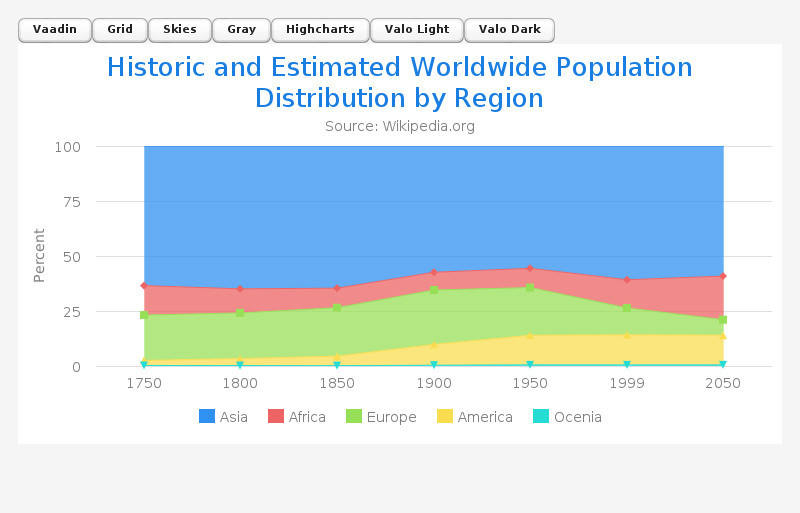 Vaadin Grid Skies Gray Highcharts Valo Light Valo Dark
Historic and Estimated Worldwide Population
Distribution by Region
Source: Wikipedia.org
Percent
100
75
50
25
0
1750 1800 1850 1900 1950 1999 2050
Asia Africa Europe America Ocenia